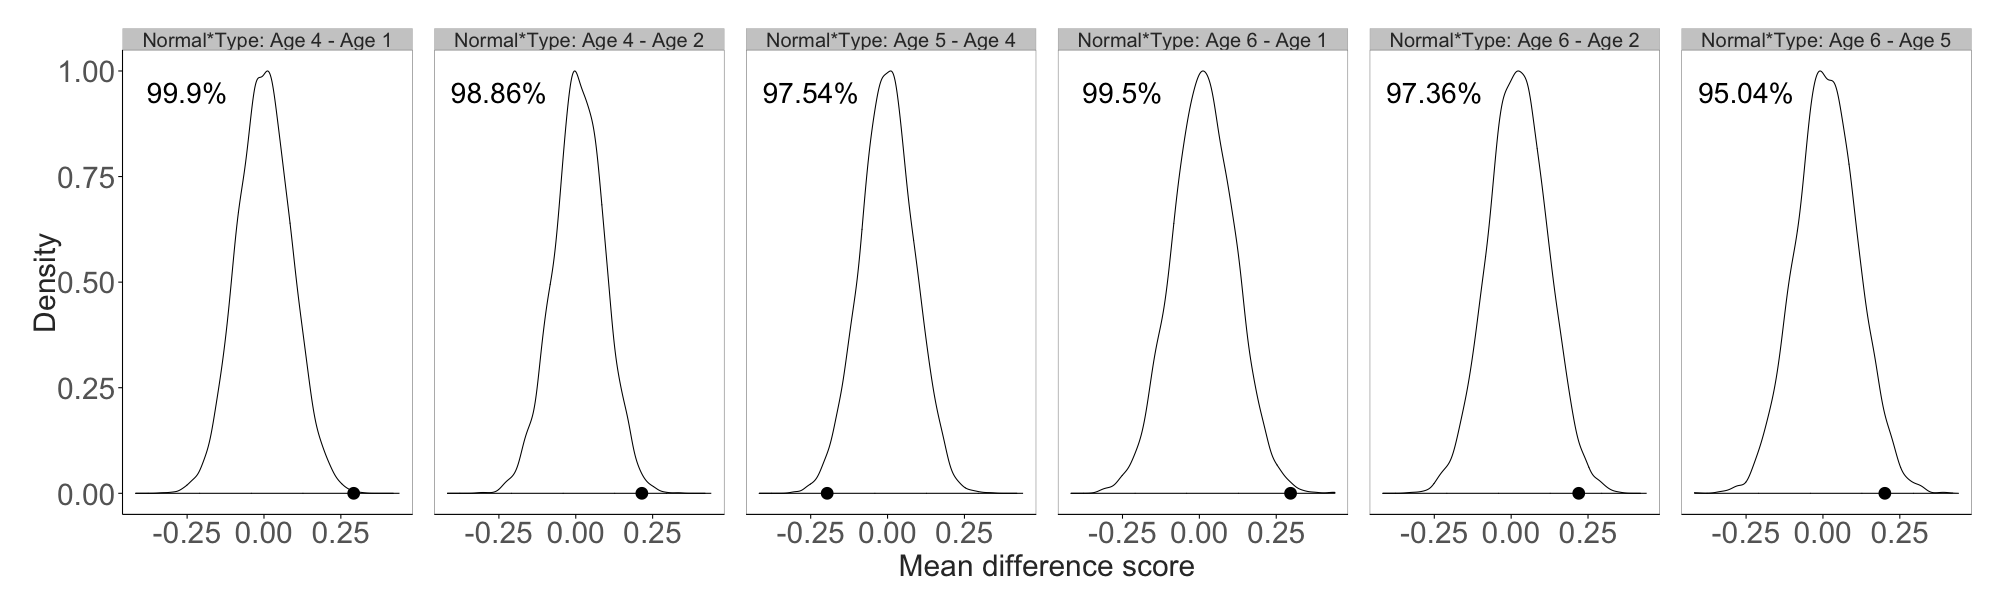 Normal*Type: Age 4 - Age 1
Normal*Type: Age 4 - Age 2
Normal*Type: Age 5 - Age 4
Normal*Type: Age 6 - Age 1
Normal*Type: Age 6 - Age 2
Normal*Type: Age 6 - Age 5
99.9%
98.86%
97.54%
99.5%
97.36%
95.04%
1.00
0.75
0.50
0.25
0.00
Density
-0.25 0.00 0.25
-0.25 0.00 0.25
-0.25 0.00 0.25
-0.25 0.00 0.25
-0.25 0.00 0.25
-0.25 0.00 0.25
Mean difference score